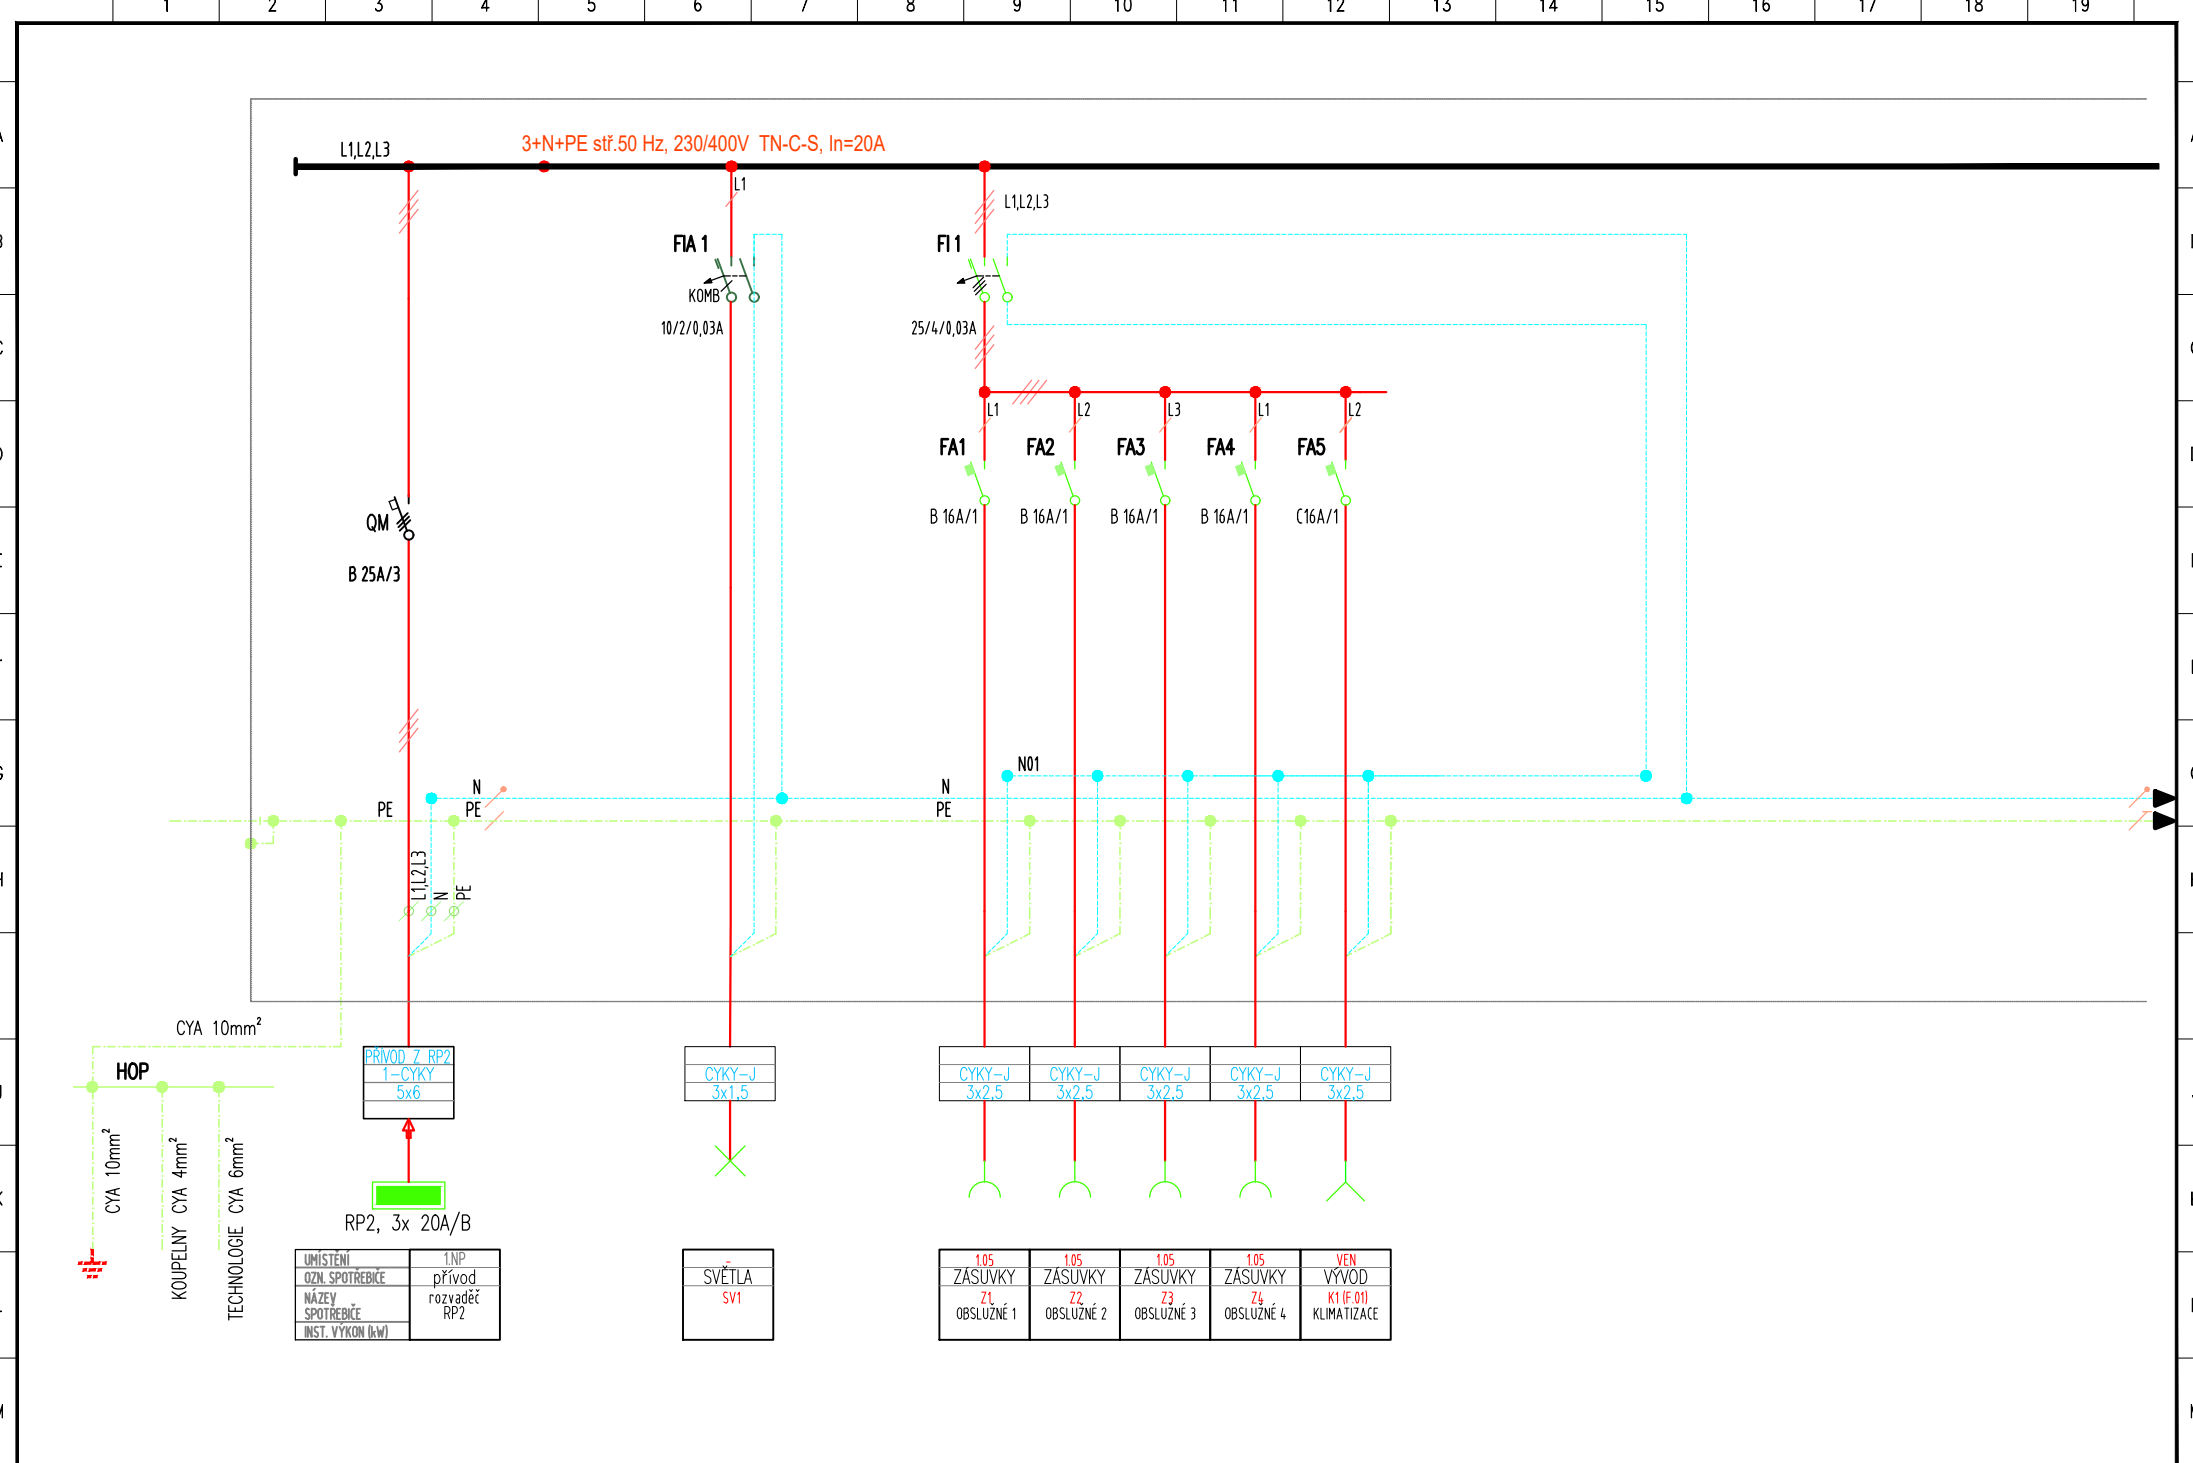 1 2 3 4 5 6 7 8 9 10 11 12 13 14 15 16 17 18 19
3+N+PE stř.50 Hz, 230/400V TN-C-S, In=20A
L1,L2,L3
L1
L1,L2,L3
FIA 1
FI 1
KOMB
10/2/0,03A
25/4/0,03A
L1 L2 L3 L1 L2
FA1 FA2 FA3 FA4 FA5
B 16A/1 B 16A/1 B 16A/1 B 16A/1 C16A/1
QM
B 25A/3
N01
N N
PE PE PE
L1,L2,L3
N
PE
CYA 10mm²
HOP
PŘÍVOD Z RP2
1-CYKY
5x6
CYKY-J
3x1,5
CYKY-J CYKY-J CYKY-J CYKY-J CYKY-J
3x2,5 3x2,5 3x2,5 3x2,5 3x2,5
CYA 10mm²
KOUPELNY CYA 4mm²
TECHNOLOGIE CYA 6mm²
RP2, 3x 20A/B
UMÍSTĚNÍ 1.NP - 1.05 1.05 1.05 1.05 VEN
OZN. SPOTŘEBIČE přívod SVĚTLA ZÁSUVKY ZÁSUVKY ZÁSUVKY ZÁSUVKY VÝVOD
NÁZEV rozvaděč SV1 Z1 Z2 Z3 Z4 K1 (F.01)
SPOTŘEBIČE RP2 OBSLUŽNÉ 1 OBSLUŽNÉ 2 OBSLUŽNÉ 3 OBSLUŽNÉ 4 KLIMATIZACE
INST. VÝKON (kW)